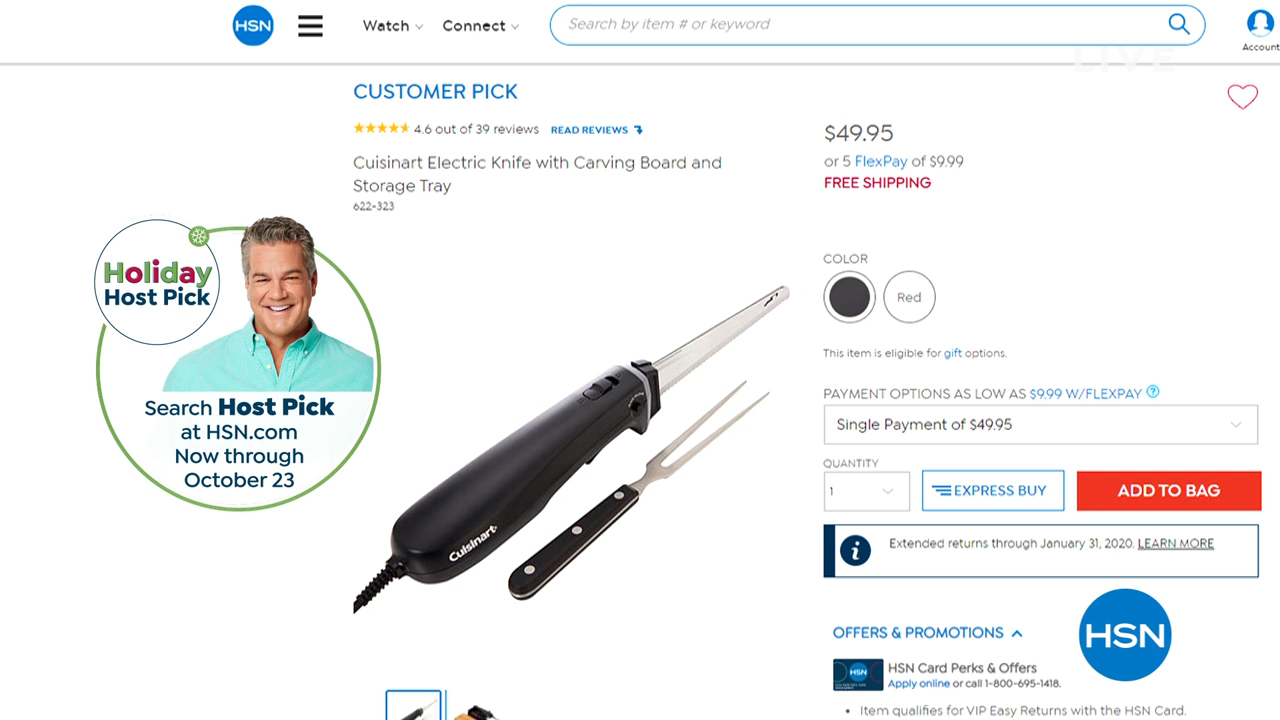 HSN
Watch
Connect
Search by item # or keyword
Account
LIVE
CUSTOMER PICK
4.6 out of 39 reviews READ REVIEWS
Cuisinart Electric Knife with Carving Board and
Storage Tray
622-323
$49.95
or 5 FlexPay of $9.99
FREE SHIPPING
Holiday
Host Pick
Search Host Pick
at HSN.com
Now through
October 23
Cuisinart
COLOR
Red
This item is eligible for gift options.
PAYMENT OPTIONS AS LOW AS $9.99 W/FLEXPAY ?
Single Payment of $49.95
QUANTITY
1
EXPRESS BUY
ADD TO BAG
i
Extended returns through January 31, 2020. LEARN MORE
OFFERS & PROMOTIONS
HSN
HSN
HSN Card Perks & Offers
Apply online or call 1-800-695-1418.
• Item qualifies for VIP Easy Returns with the HSN Card.